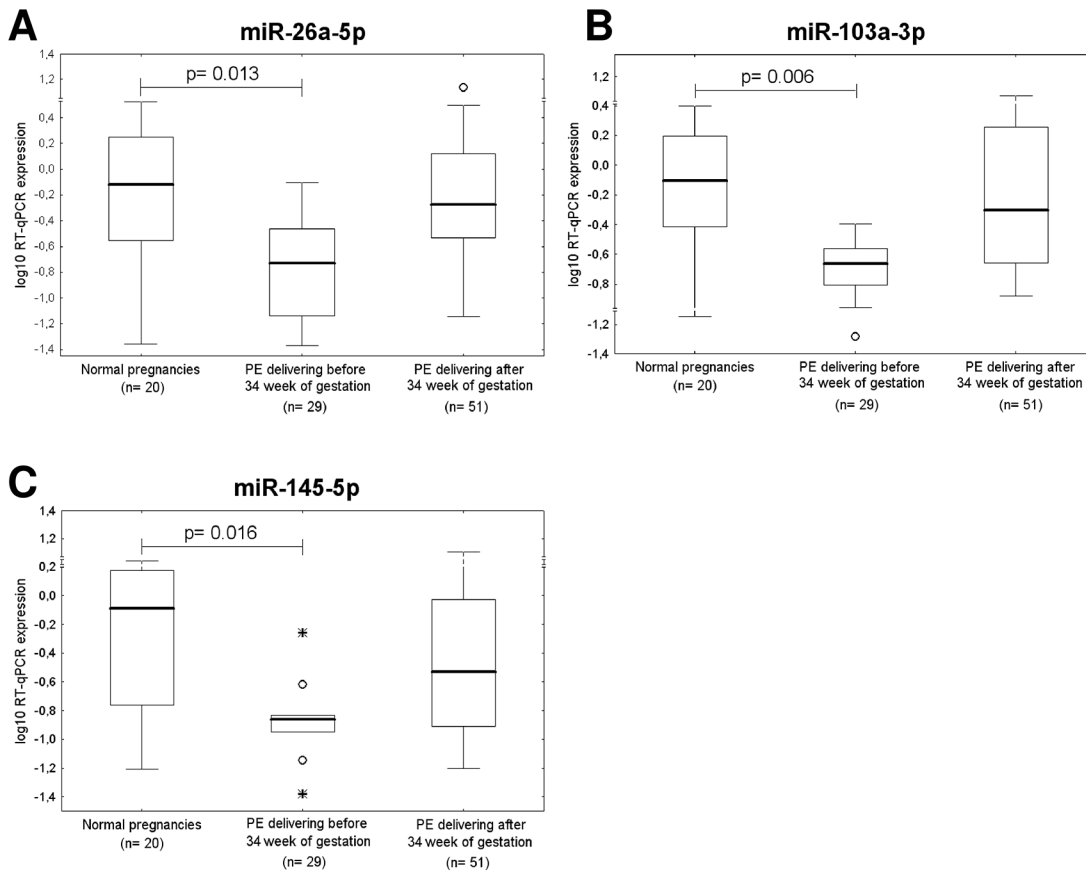 A
miR-26a-5p
log10 RT-qPCR expression
1,4
1,2
0,2
0,0
-0,2
-0,4
-0,6
-0,8
-1,0
-1,2
-1,4
p= 0.013
Normal pregnancies
(n= 20)
PE delivering before
34 week of gestation
(n= 29)
PE delivering after
34 week of gestation
(n= 51)
B
miR-103a-3p
log10 RT-qPCR expression
1,2
0,4
0,2
0,0
-0,2
-0,4
-0,6
-0,8
-1,2
-1,4
p= 0.006
Normal pregnancies
(n= 20)
PE delivering before
34 week of gestation
(n= 29)
PE delivering after
34 week of gestation
(n= 51)
C
miR-145-5p
log10 RT-qPCR expression
1,4
1,2
0,2
0,0
-0,2
-0,4
-0,6
-0,8
-1,0
-1,2
-1,4
p= 0.016
Normal pregnancies
(n= 20)
PE delivering before
34 week of gestation
(n= 29)
PE delivering after
34 week of gestation
(n= 51)